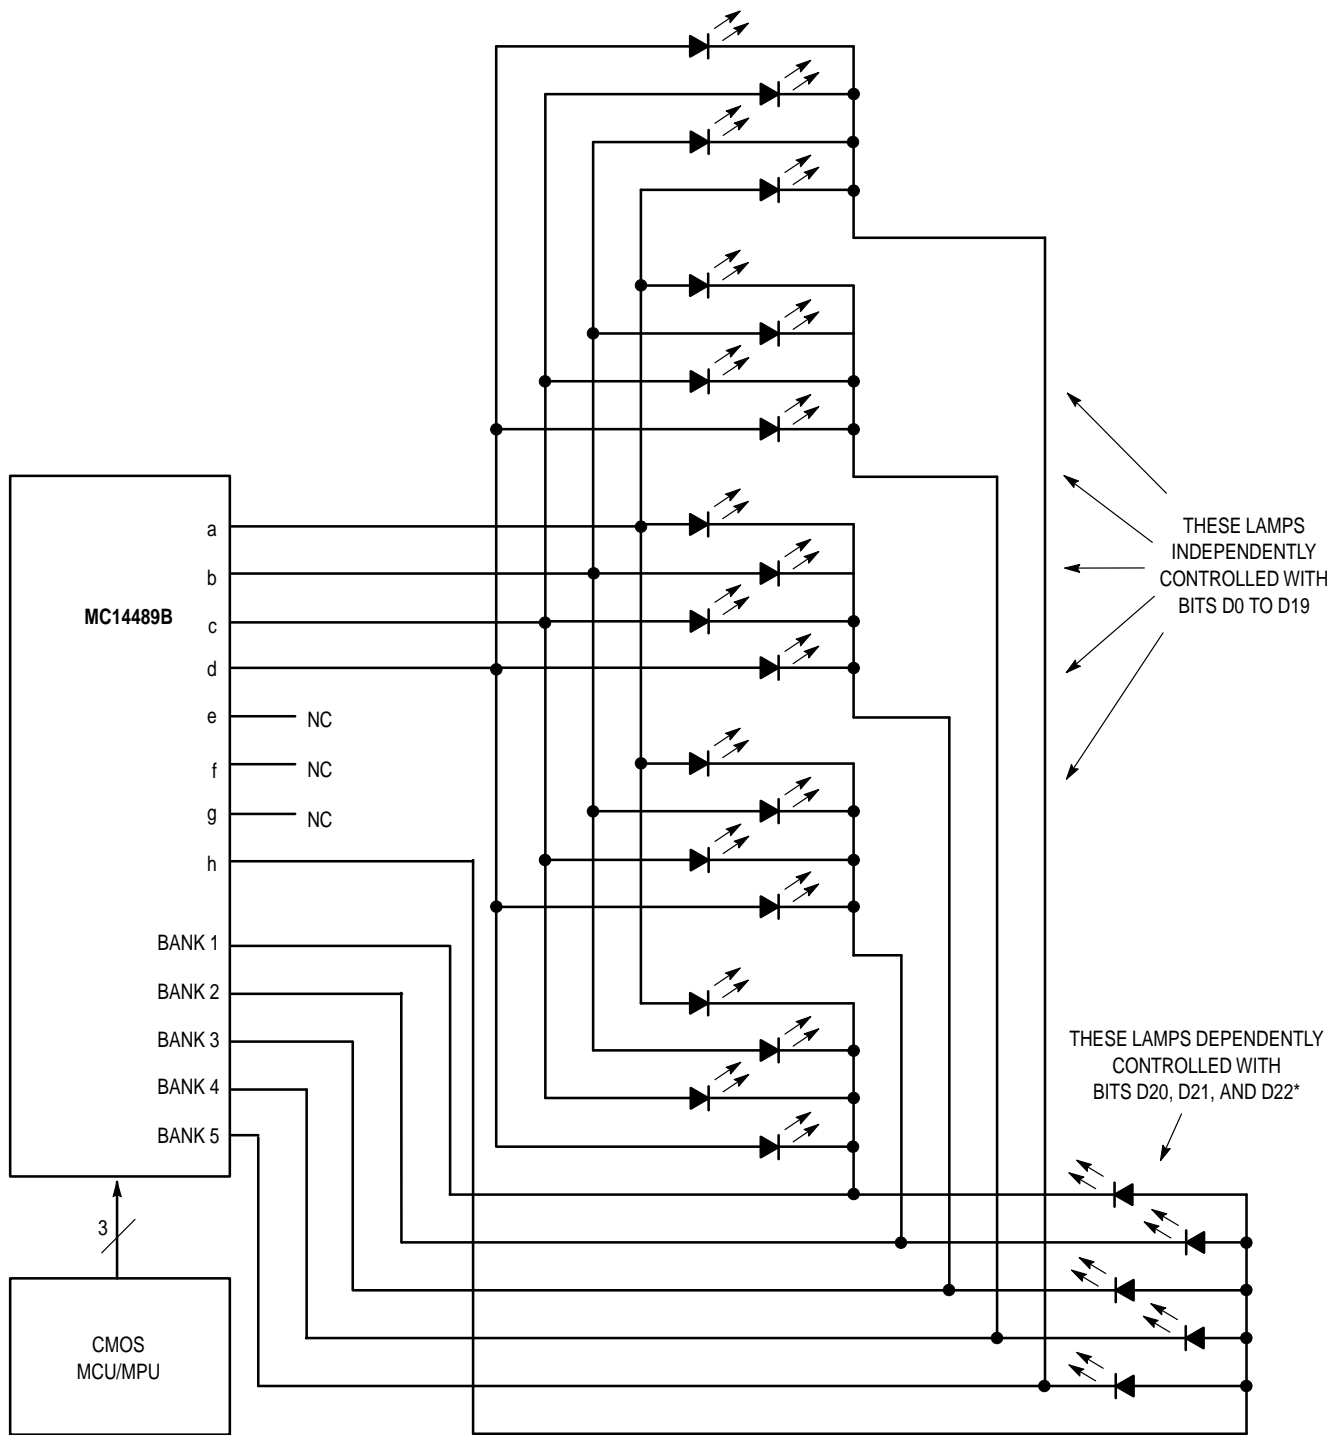 a
THESE LAMPS
INDEPENDENTLY
b
CONTROLLED WITH
MC14489B
BITS D0 TO D19
c
d
e
NC
f
NC
g
NC
h
BANK 1
BANK 2
BANK 3
THESE LAMPS DEPENDENTLY
CONTROLLED WITH
BANK 4
BITS D20, D21, AND D22*
BANK 5
3
CMOS
MCU/MPU